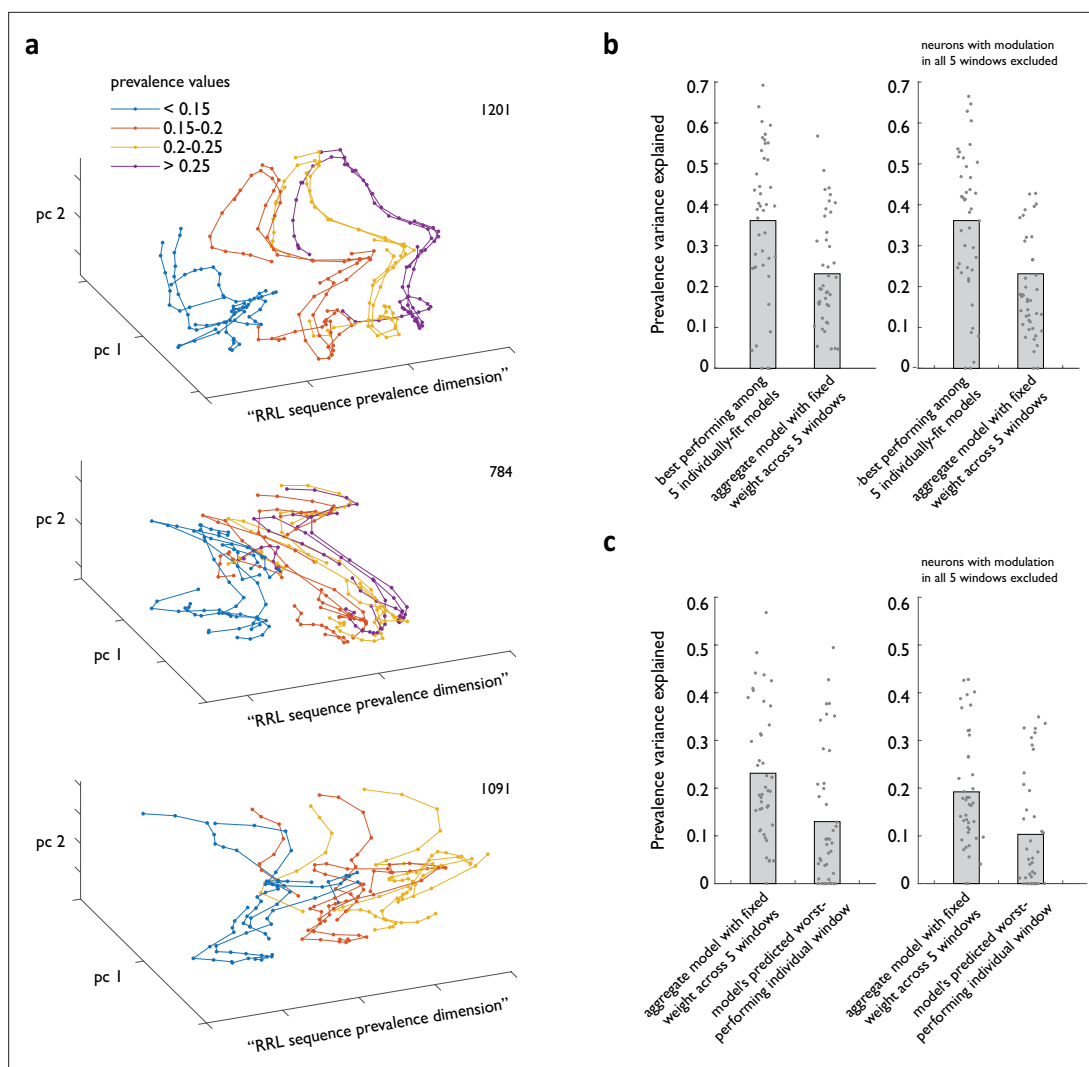 a
prevalence values
< 0.15
0.15-0.2
0.2-0.25
> 0.25
1201
pc 2
pc 1
“RRL sequence prevalence dimension”
784
pc 2
pc 1
“RRL sequence prevalence dimension”
1091
pc 2
pc 1
“RRL sequence prevalence dimension”
b
neurons with modulation
in all 5 windows excluded
Prevalence variance explained
0.7
0.6
0.5
0.4
0.3
0.2
0.1
0
0.7
0.6
0.5
0.4
0.3
0.2
0.1
0
best performing among
5 individually-fit models
aggregate model with fixed
weight across 5 windows
best performing among
5 individually-fit models
aggregate model with fixed
weight across 5 windows
c
neurons with modulation
in all 5 windows excluded
Prevalence variance explained
0.6
0.5
0.4
0.3
0.2
0.1
0
0.6
0.5
0.4
0.3
0.2
0.1
0
aggregate model with fixed
weight across 5 windows
model's predicted worst-
performing individual window
aggregate model with fixed
weight across 5 windows
model's predicted worst-
performing individual window